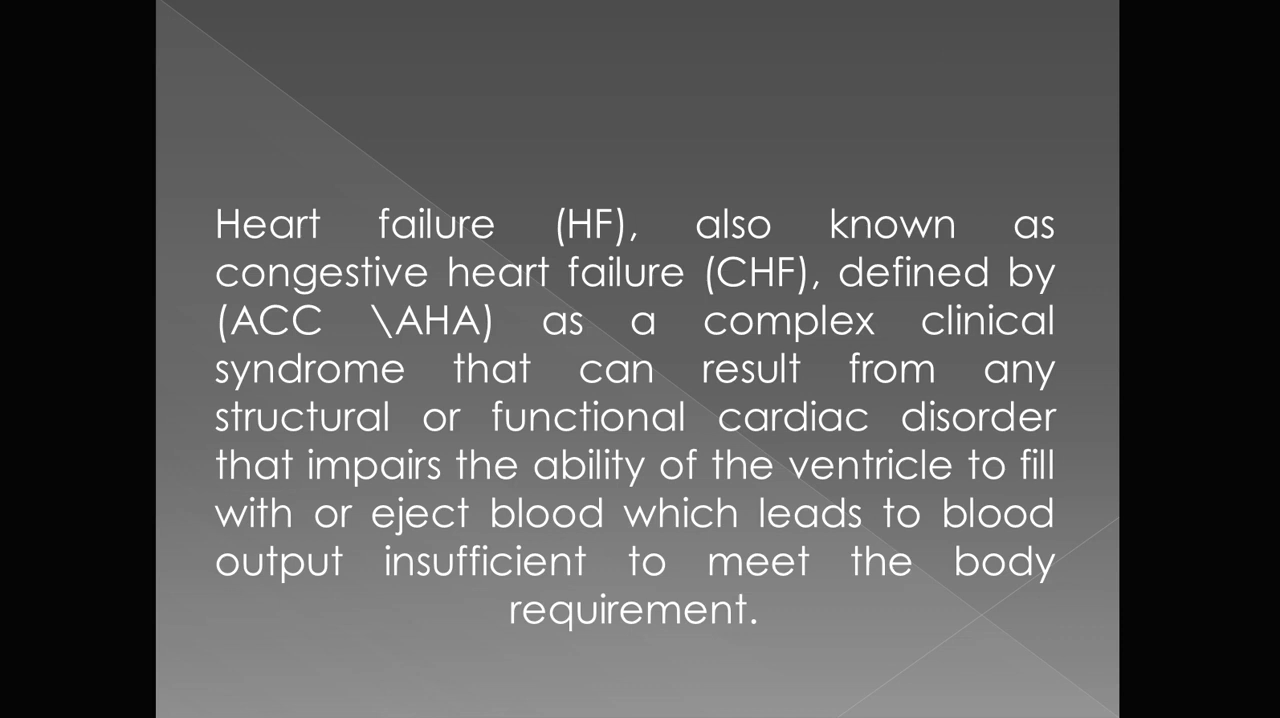 Heart failure (HF), also known as
congestive heart failure (CHF), defined by
(ACC \AHA) as a complex clinical
syndrome that can result from any
structural or functional cardiac disorder
that impairs the ability of the ventricle to fill
with or eject blood which leads to blood
output insufficient to meet the body
requirement.